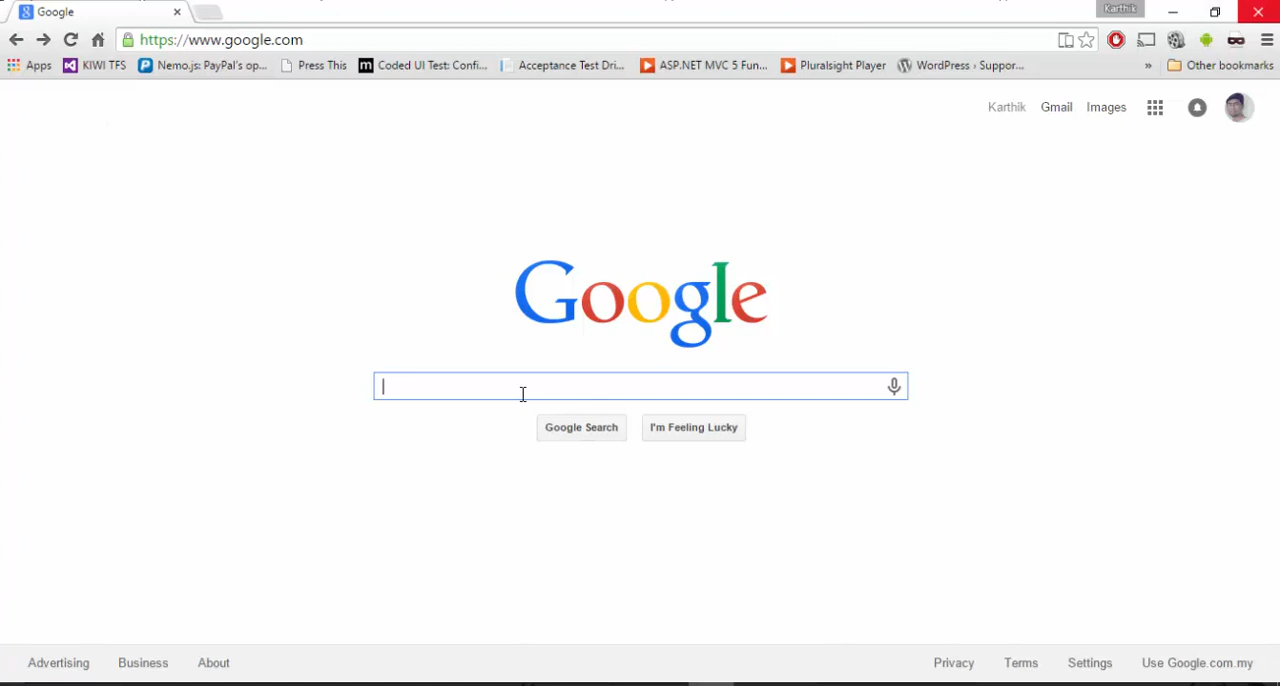 Google
Karthik
https://www.google.com
Apps KIWI TFS Nemo.js: PayPal's op... Press This Coded UI Test: Confi... Acceptance Test Dri... ASP.NET MVC 5 Fun... Pluralsight Player WordPress › Suppor... » Other bookmarks
Karthik Gmail Images
Google
Google Search I'm Feeling Lucky
Advertising Business About Privacy Terms Settings Use Google.com.my